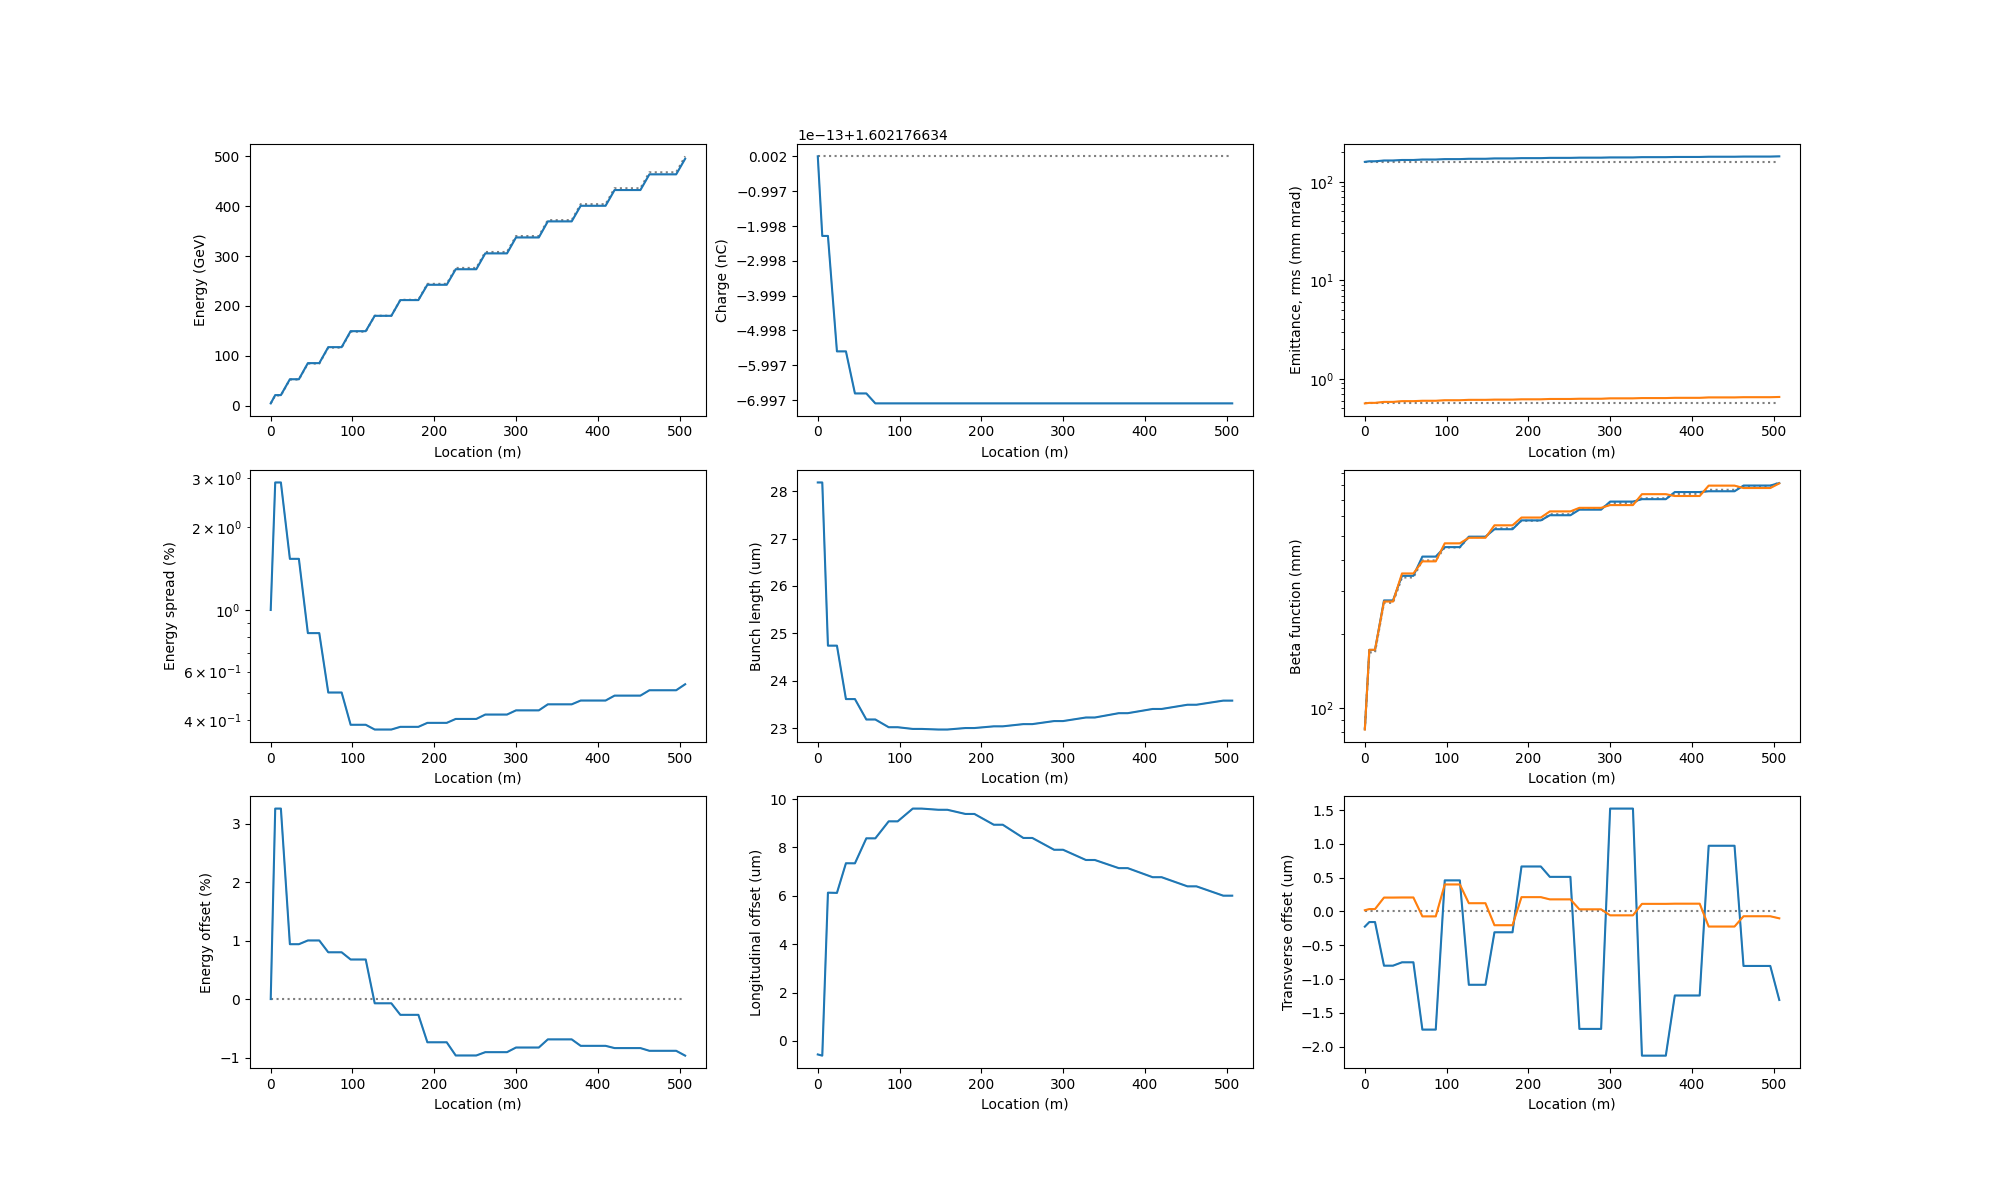 500
400
300
200
100
0
Energy (GeV)
0 100 200 300 400 500
Location (m)
1e−13+1.602176634
0.002
−0.997
−1.998
−2.998
−3.999
−4.998
−5.997
−6.997
Charge (nC)
0 100 200 300 400 500
Location (m)
10²
10¹
10⁰
Emittance, rms (mm mrad)
0 100 200 300 400 500
Location (m)
3 × 10⁰
2 × 10⁰
10⁰
6 × 10⁻¹
4 × 10⁻¹
Energy spread (%)
0 100 200 300 400 500
Location (m)
28
27
26
25
24
23
Bunch length (um)
0 100 200 300 400 500
Location (m)
10²
Beta function (mm)
0 100 200 300 400 500
Location (m)
3
2
1
0
−1
Energy offset (%)
0 100 200 300 400 500
Location (m)
10
8
6
4
2
0
Longitudinal offset (um)
0 100 200 300 400 500
Location (m)
1.5
1.0
0.5
0.0
−0.5
−1.0
−1.5
−2.0
Transverse offset (um)
0 100 200 300 400 500
Location (m)